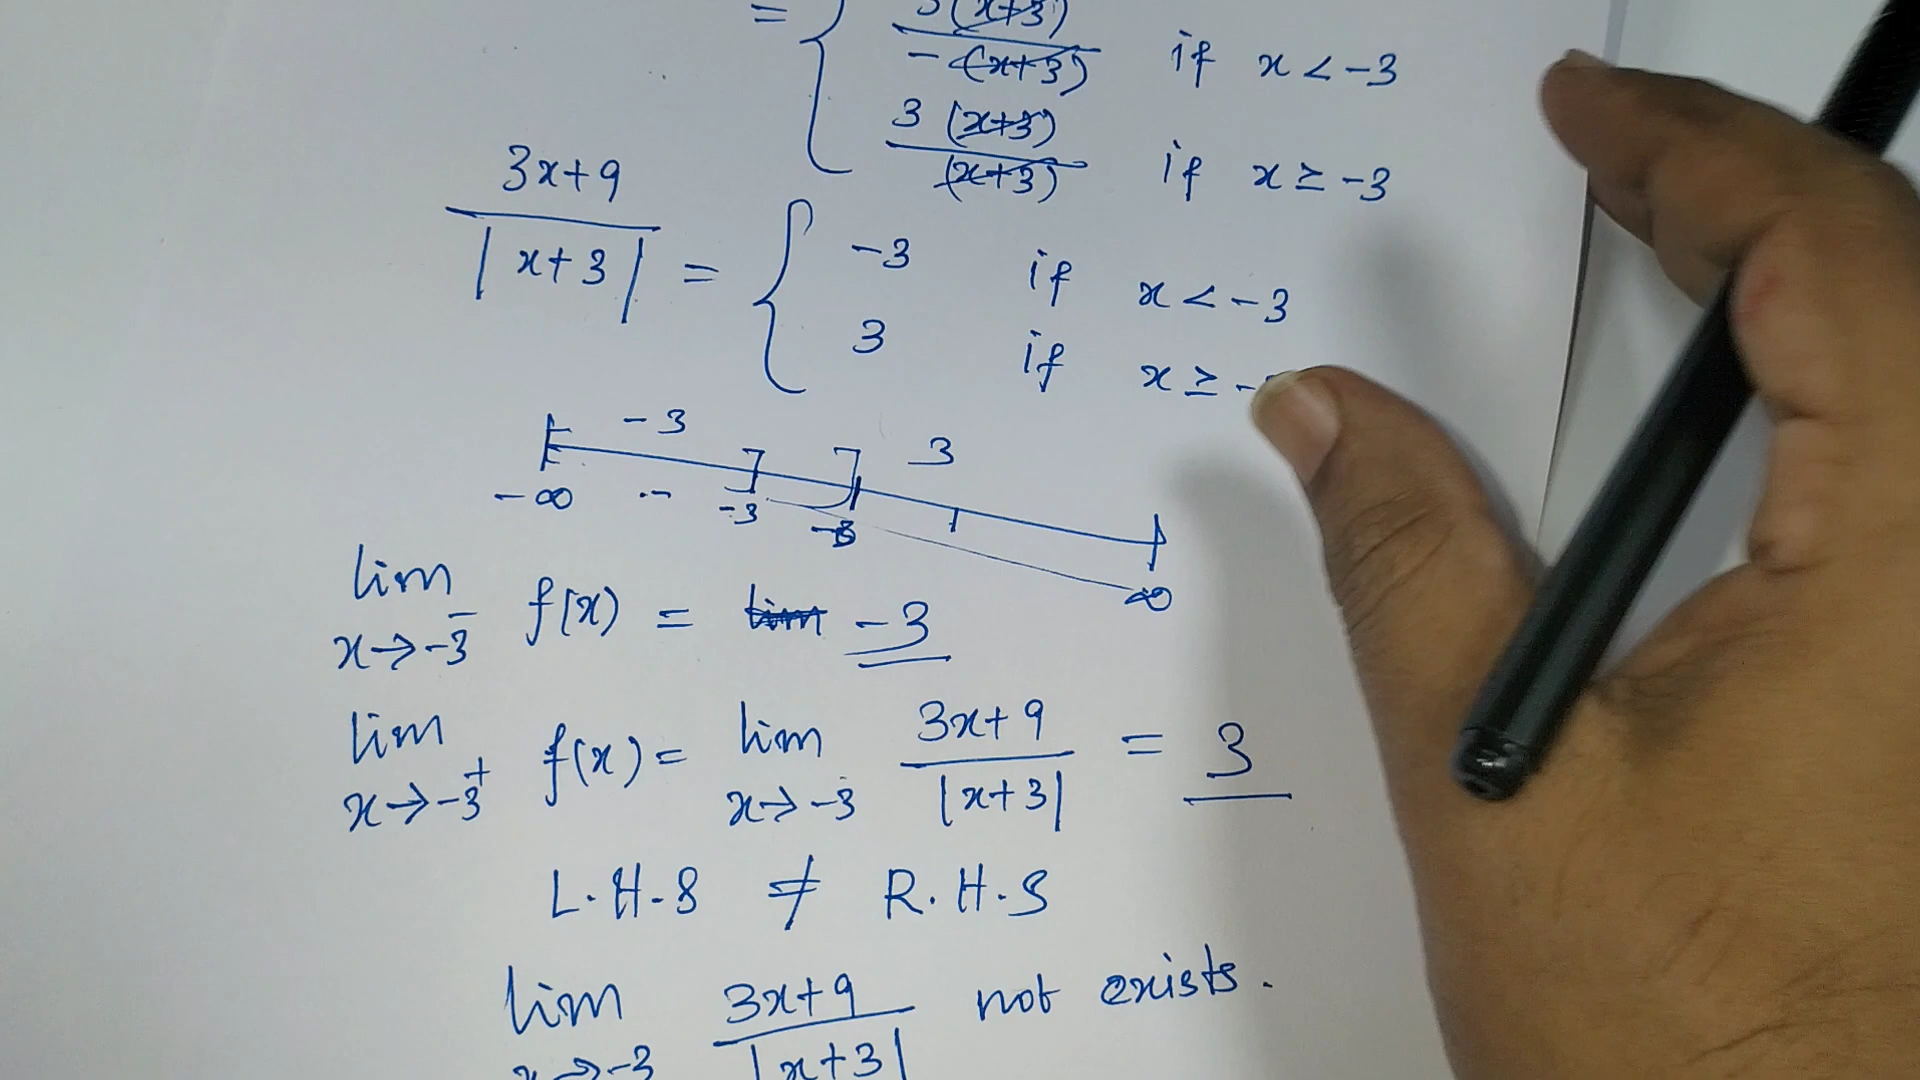 = 3(x+3)
-(x+3) if x < -3
3 (x+3)
(x+3) if x ≥ -3
3x+9
|x+3| = { -3 if x < -3
3 if x ≥ -
-3 3
-∞ -3 -3 ∞
lim f(x) = lim -3
x→-3⁻
lim f(x) = lim 3x+9 = 3
x→-3⁺ x→-3 |x+3|
L.H.S ≠ R.H.S
lim 3x+9 not exists.
x→-3 |x+3|